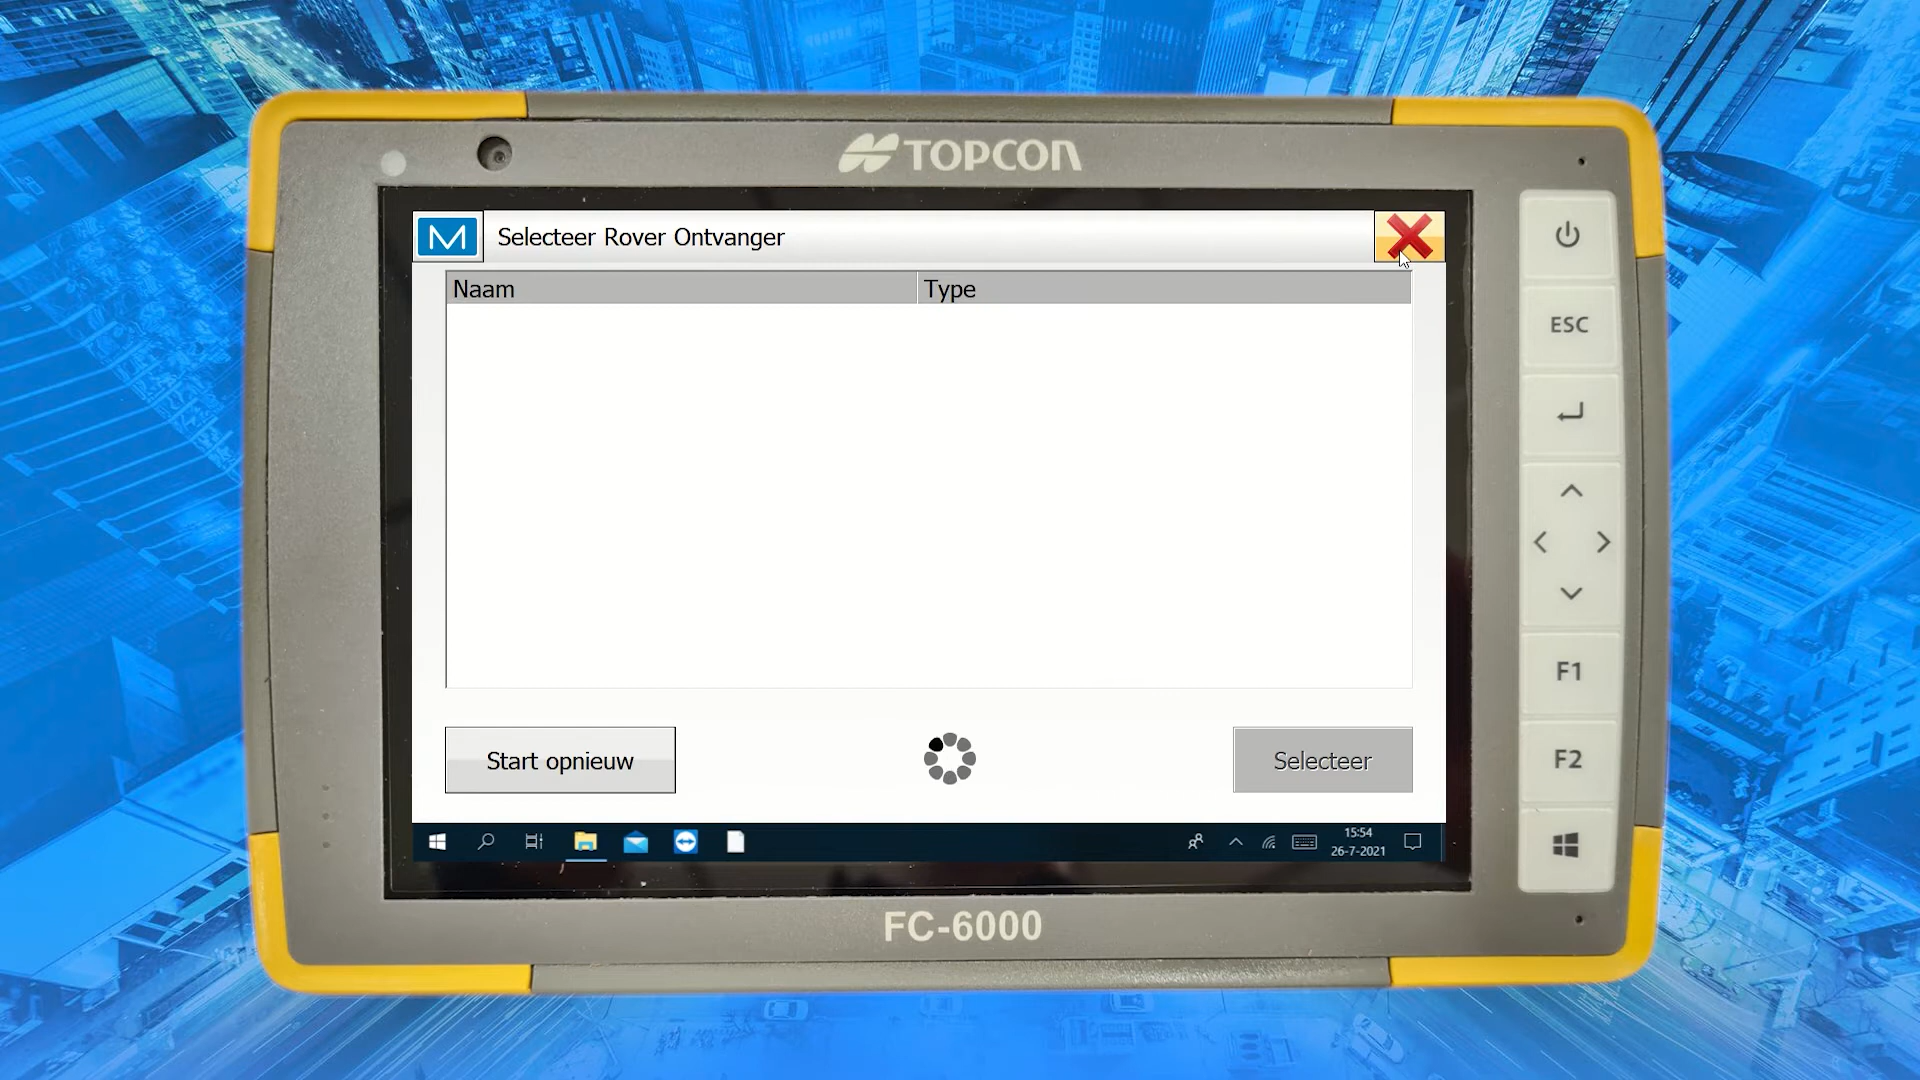 TOPCON
Selecteer Rover Ontvanger
Naam Type
Start opnieuw
Selecteer
15:54
26-7-2021
FC-6000
ESC
F1
F2